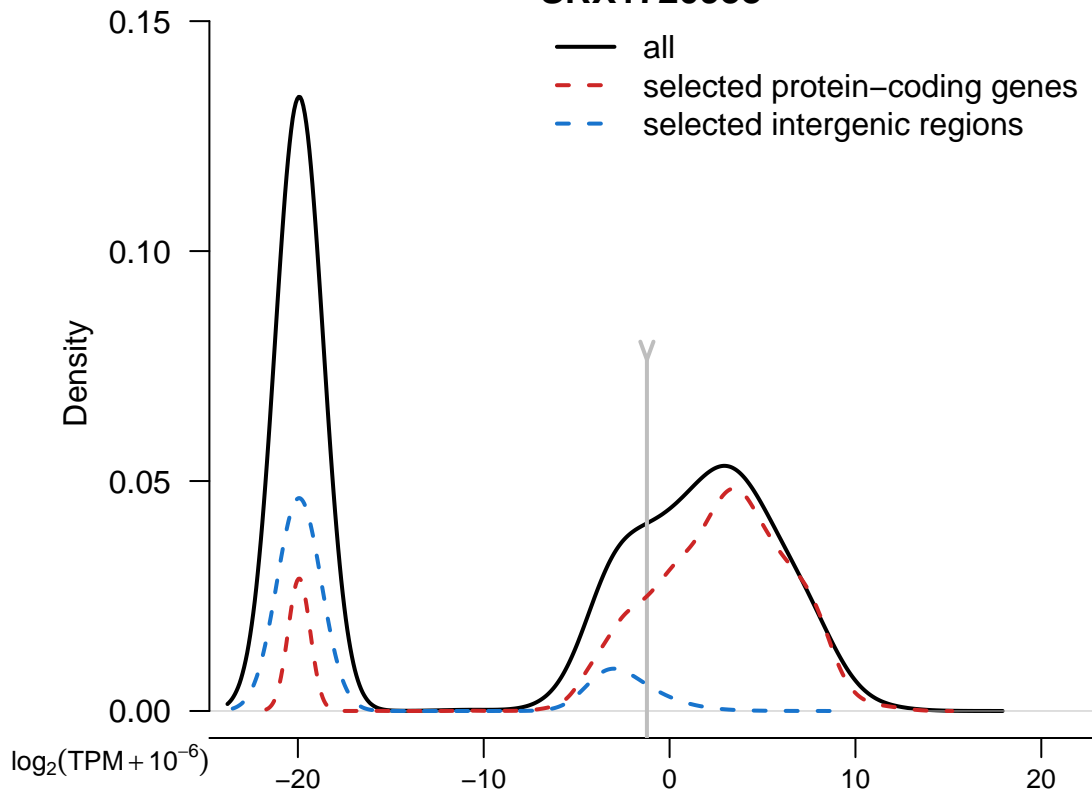 all
selected protein−coding genes
selected intergenic regions
0.15
0.10
0.05
0.00
Density
log₂(TPM + 10⁻⁶)
−20
−10
0
10
20